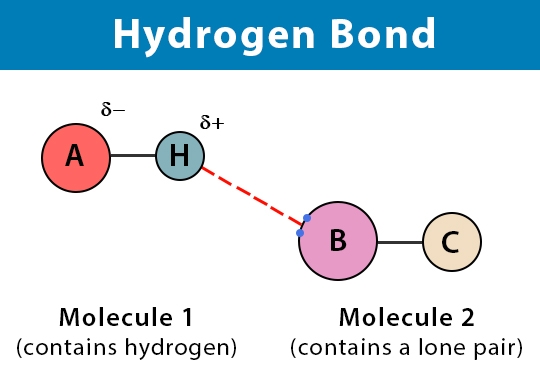 Hydrogen Bond
δ−
δ+
A
H
B
C
Molecule 1
(contains hydrogen)
Molecule 2
(contains a lone pair)